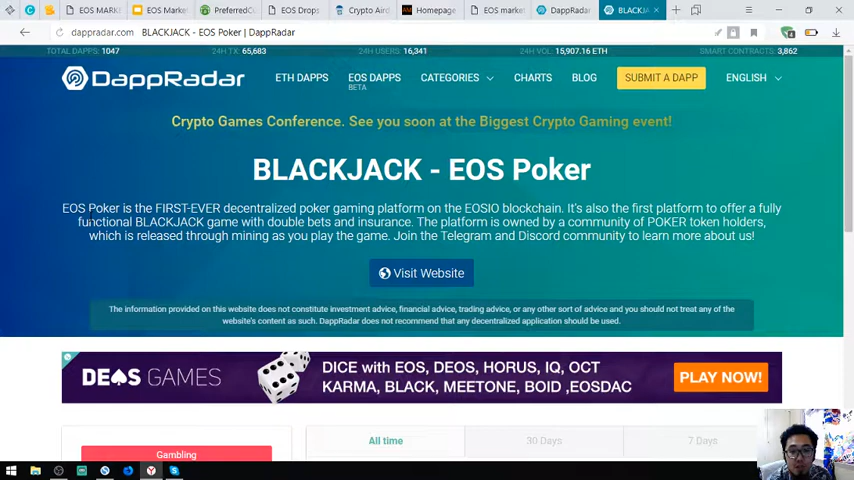 EOS MARK
EOS Market
PreferredCo
EOS Drops
Crypto Aird
Homepage
EOS market
DappRadar
BLACKJA
dappradar.com BLACKJACK - EOS Poker | DappRadar
TOTAL DAPPS: 1047 24H TX: 65,683 24H USERS: 16,341 24H VOL: 15,907.16 ETH SMART CONTRACTS: 3,862
DappRadar ETH DAPPS EOS DAPPS CATEGORIES CHARTS BLOG SUBMIT A DAPP ENGLISH
BETA
Crypto Games Conference. See you soon at the Biggest Crypto Gaming event!
BLACKJACK - EOS Poker
EOS Poker is the FIRST-EVER decentralized poker gaming platform on the EOSIO blockchain. It's also the first platform to offer a fully
functional BLACKJACK game with double bets and insurance. The platform is owned by a community of POKER token holders,
which is released through mining as you play the game. Join the Telegram and Discord community to learn more about us!
Visit Website
The information provided on this website does not constitute investment advice, financial advice, trading advice, or any other sort of advice and you should not treat any of the
website's content as such. DappRadar does not recommend that any decentralized application should be used.
DEOS GAMES
DICE with EOS, DEOS, HORUS, IQ, OCT
KARMA, BLACK, MEETONE, BOID ,EOSDAC
PLAY NOW!
All time 30 Days 7 Days
Gambling